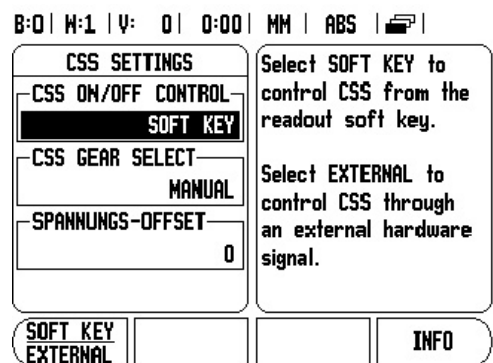 B:0 | W:1 | V: 0 | 0:00 | MM | ABS |
CSS SETTINGS
CSS ON/OFF CONTROL
SOFT KEY
CSS GEAR SELECT
MANUAL
SPANNUNGS-OFFSET
0
Select SOFT KEY to
control CSS from the
readout soft key.
Select EXTERNAL to
control CSS through
an external hardware
signal.
SOFT KEY
EXTERNAL
INFO